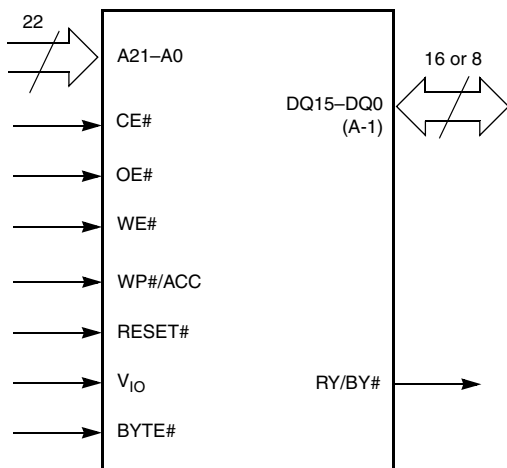 22
A21–A0
16 or 8
CE#
DQ15–DQ0
(A-1)
OE#
WE#
WP#/ACC
RESET#
VIO
RY/BY#
BYTE#